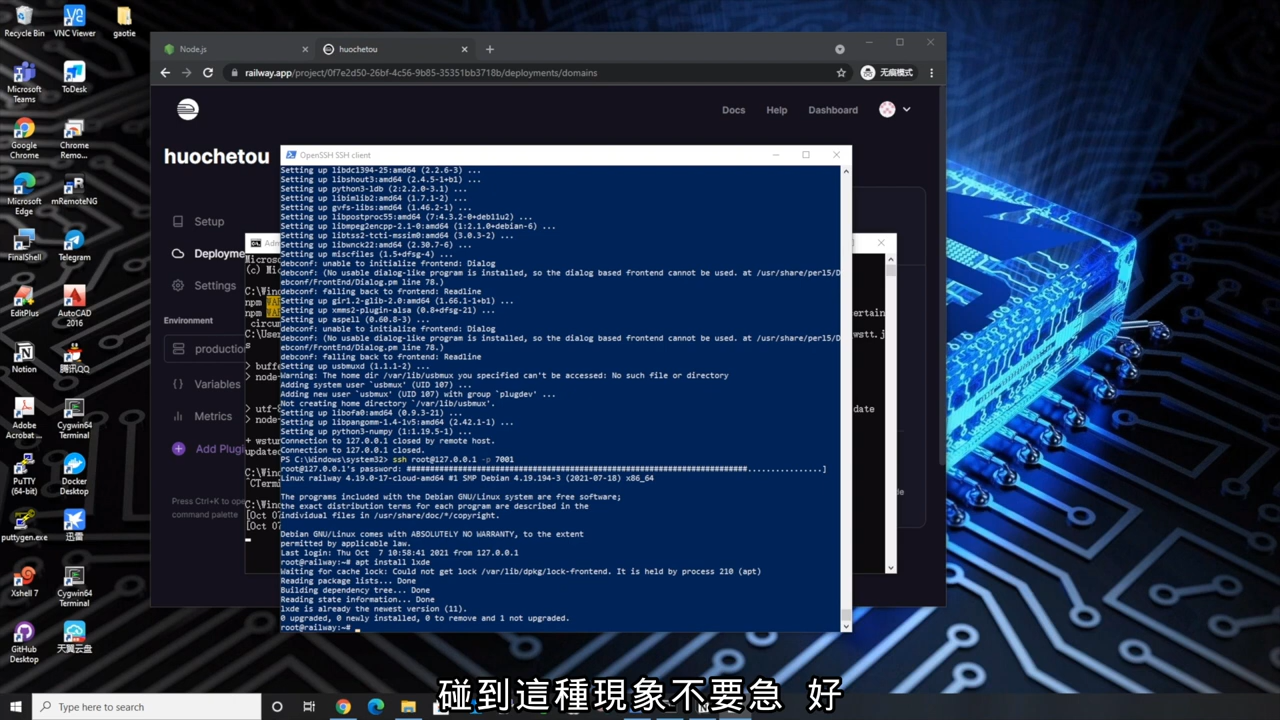 Recycle Bin
VNC Viewer
gaotie
Microsoft
Teams
ToDesk
Google
Chrome
Chrome
Remo...
Microsoft
Edge
mRemoteNG
FinalShell
Telegram
EditPlus
AutoCAD
2016
Notion
腾讯QQ
Adobe
Acrobat ...
Cygwin64
Terminal
PuTTY
(64-bit)
Docker
Desktop
puttygen.exe
迅雷
Xshell 7
Cygwin64
Terminal
GitHub
Desktop
天翼云盘
Node.js
huochetou
railway.app/project/0f7e2d50-26bf-4c56-9b85-35351bb3718b/deployments/domains
无痕模式
Docs
Help
Dashboard
huochetou
Setup
Deployme
Settings
Environment
production
Variables
Metrics
Add Plugi
Press Ctrl+K to ope
command palette
OpenSSH SSH client
Setting up libdc1394-25:amd64 (2.2.6-3) ...
Setting up libshout3:amd64 (2.4.5-1+b1) ...
Setting up python3-ldb (2:2.2.0-3.1) ...
Setting up libimlib2:amd64 (1.7.1-2) ...
Setting up gvfs-libs:amd64 (1.46.2-1) ...
Setting up libpostproc55:amd64 (7:4.3.2-0+deb11u2) ...
Setting up libmpeg2encpp-2.1-0:amd64 (1:2.1.0+debian-6) ...
Setting up libtss2-tcti-mssim0:amd64 (3.0.3-2) ...
Setting up libwnck22:amd64 (2.30.7-6) ...
Setting up miscfiles (1.5+dfsg-4) ...
debconf: unable to initialize frontend: Dialog
debconf: (No usable dialog-like program is installed, so the dialog based frontend cannot be used. at /usr/share/perl5/D
ebconf/FrontEnd/Dialog.pm line 78.)
debconf: falling back to frontend: Readline
Setting up gir1.2-glib-2.0:amd64 (1.66.1-1+b1) ...
Setting up xmms2-plugin-alsa (0.8+dfsg-21) ...
Setting up aspell (0.60.8-3) ...
debconf: unable to initialize frontend: Dialog
debconf: (No usable dialog-like program is installed, so the dialog based frontend cannot be used. at /usr/share/perl5/D
ebconf/FrontEnd/Dialog.pm line 78.)
debconf: falling back to frontend: Readline
Setting up usbmuxd (1.1.1-2) ...
Warning: The home dir /var/lib/usbmux you specified can't be accessed: No such file or directory
Adding system user `usbmux' (UID 107) ...
Adding new user `usbmux' (UID 107) with group `plugdev' ...
Not creating home directory `/var/lib/usbmux'.
Setting up libofa0:amd64 (0.9.3-21) ...
Setting up libpangomm-1.4-1v5:amd64 (2.42.1-1) ...
Setting up python3-numpy (1:1.19.5-1) ...
Connection to 127.0.0.1 closed by remote host.
Connection to 127.0.0.1 closed.
PS C:\Windows\system32> ssh root@127.0.0.1 -p 7001
root@127.0.0.1's password: ##########################################################################...............]
Linux railway 4.19.0-17-cloud-amd64 #1 SMP Debian 4.19.194-3 (2021-07-18) x86_64
The programs included with the Debian GNU/Linux system are free software;
the exact distribution terms for each program are described in the
individual files in /usr/share/doc/*/copyright.
Debian GNU/Linux comes with ABSOLUTELY NO WARRANTY, to the extent
permitted by applicable law.
Last login: Thu Oct  7 10:58:41 2021 from 127.0.0.1
root@railway:~# apt install lxde
Waiting for cache lock: Could not get lock /var/lib/dpkg/lock-frontend. It is held by process 210 (apt)
Reading package lists... Done
Building dependency tree... Done
Reading state information... Done
lxde is already the newest version (11).
0 upgraded, 0 newly installed, 0 to remove and 1 not upgraded.
root@railway:~#
Type here to search
碰到這種現象不要急 好